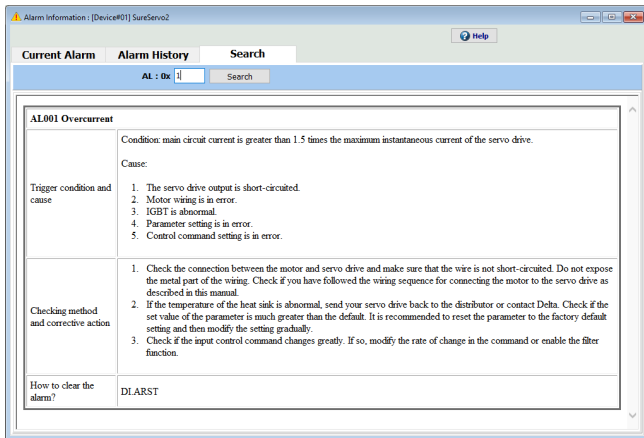 Alarm Information : [Device#01] SureServo2
Help
Current Alarm Alarm History Search
AL : 0x 1 Search
AL001 Overcurrent
Trigger condition and
cause
Condition: main circuit current is greater than 1.5 times the maximum instantaneous current of the servo drive.
Cause:
1. The servo drive output is short-circuited.
2. Motor wiring is in error.
3. IGBT is abnormal.
4. Parameter setting is in error.
5. Control command setting is in error.
Checking method
and corrective action
1. Check the connection between the motor and servo drive and make sure that the wire is not short-circuited. Do not expose
the metal part of the wiring. Check if you have followed the wiring sequence for connecting the motor to the servo drive as
described in this manual.
2. If the temperature of the heat sink is abnormal, send your servo drive back to the distributor or contact Delta. Check if the
set value of the parameter is much greater than the default. It is recommended to reset the parameter to the factory default
setting and then modify the setting gradually.
3. Check if the input control command changes greatly. If so, modify the rate of change in the command or enable the filter
function.
How to clear the
alarm?
DI.ARST